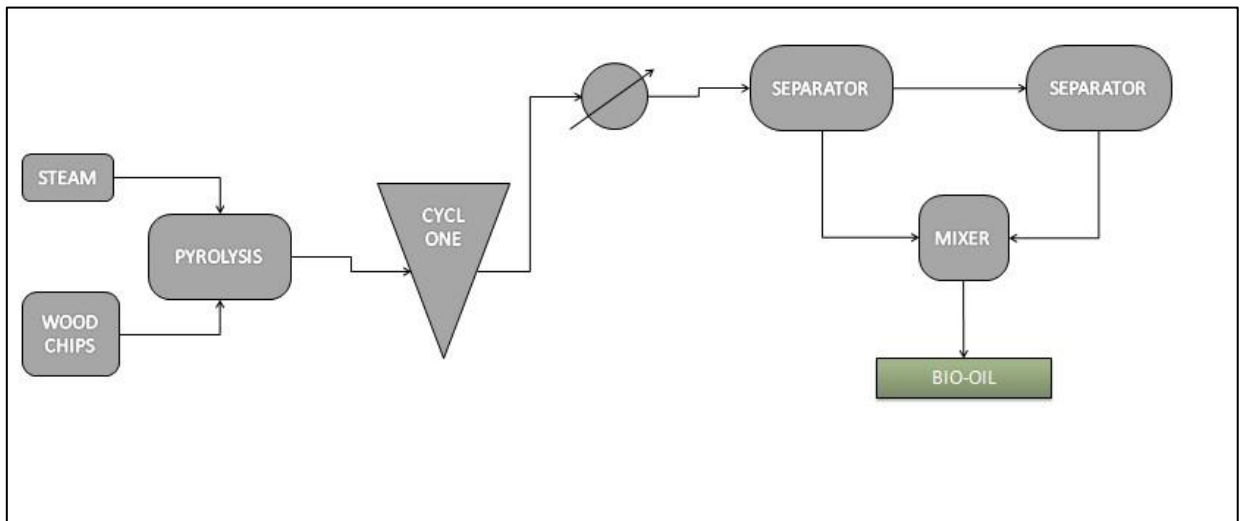 SEPARATOR
SEPARATOR
STEAM
CYCL
ONE
PYROLYSIS
MIXER
WOOD
CHIPS
BIO-OIL